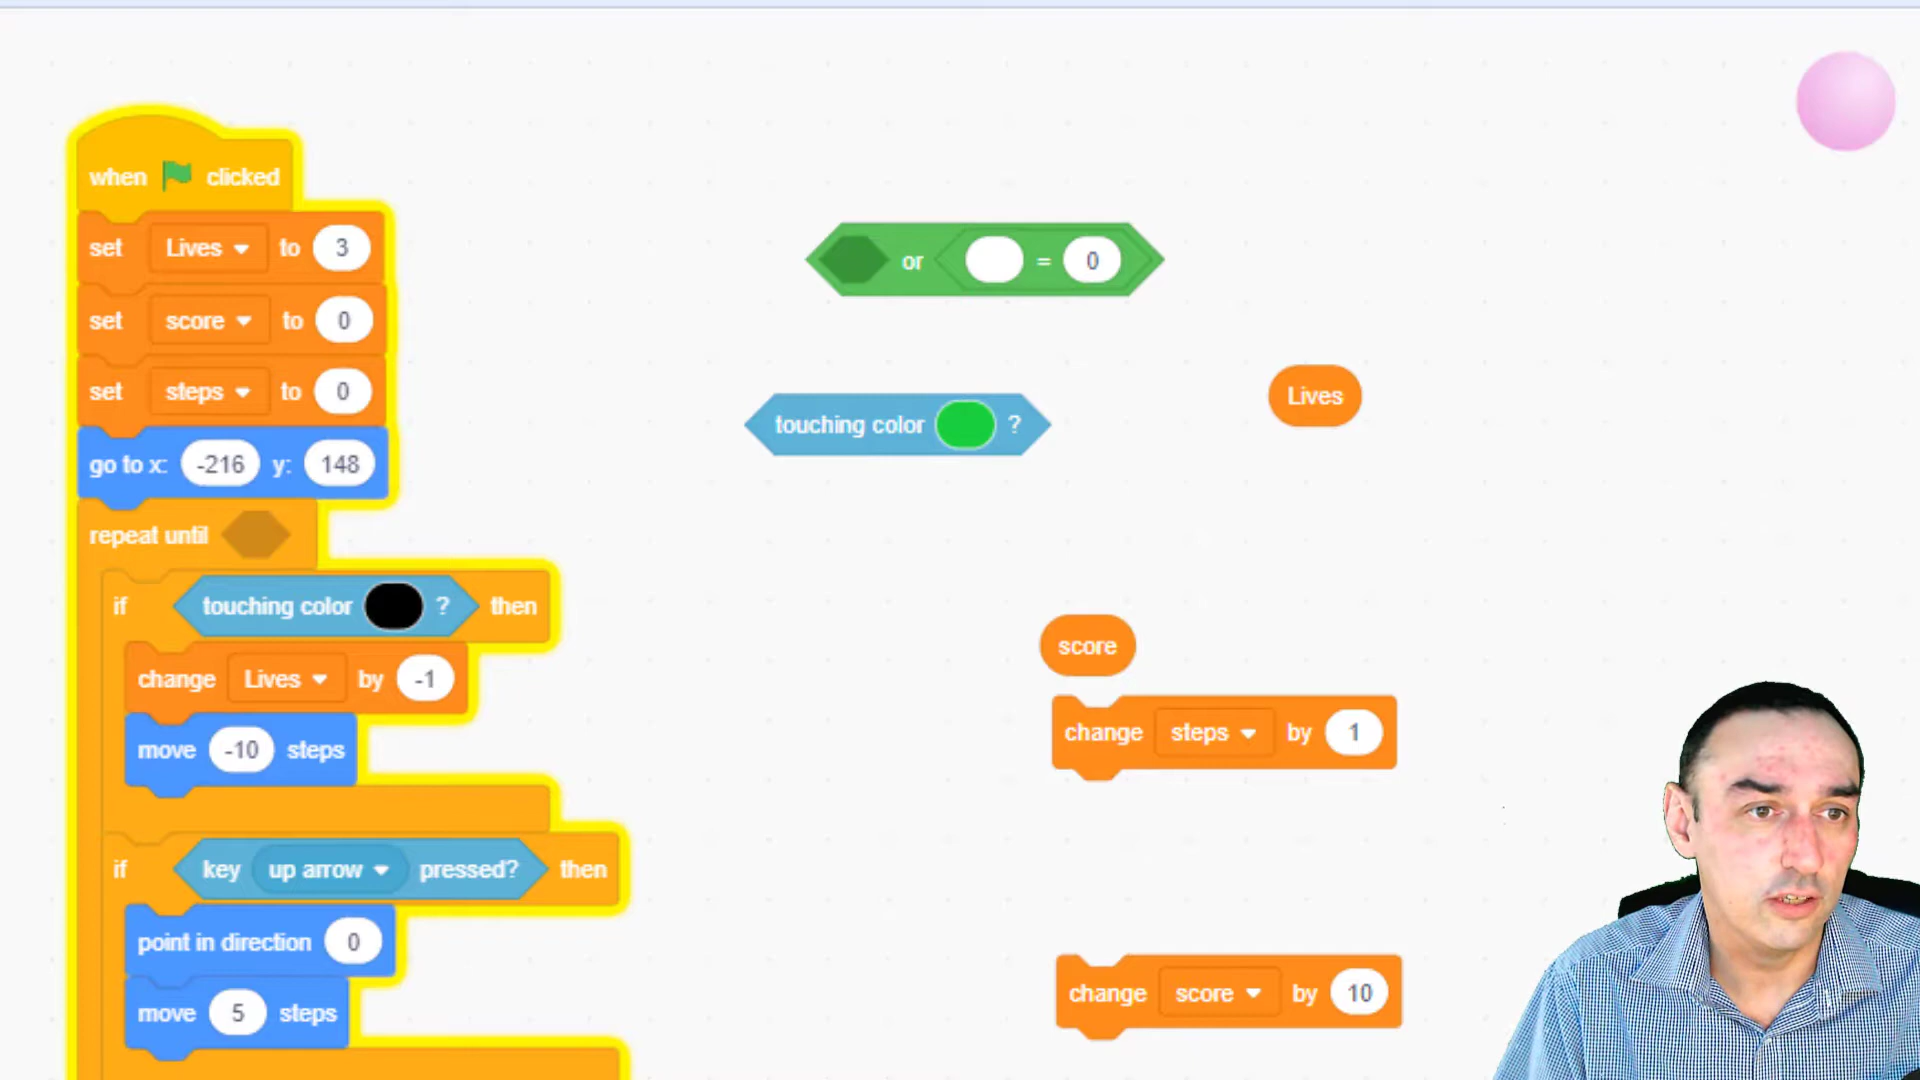 when clicked
set Lives to 3
set score to 0
set steps to 0
go to x: -216 y: 148
repeat until
if touching color ? then
change Lives by -1
move -10 steps
if key up arrow pressed? then
point in direction 0
move 5 steps
or = 0
touching color ?
Lives
score
change steps by 1
change score by 10